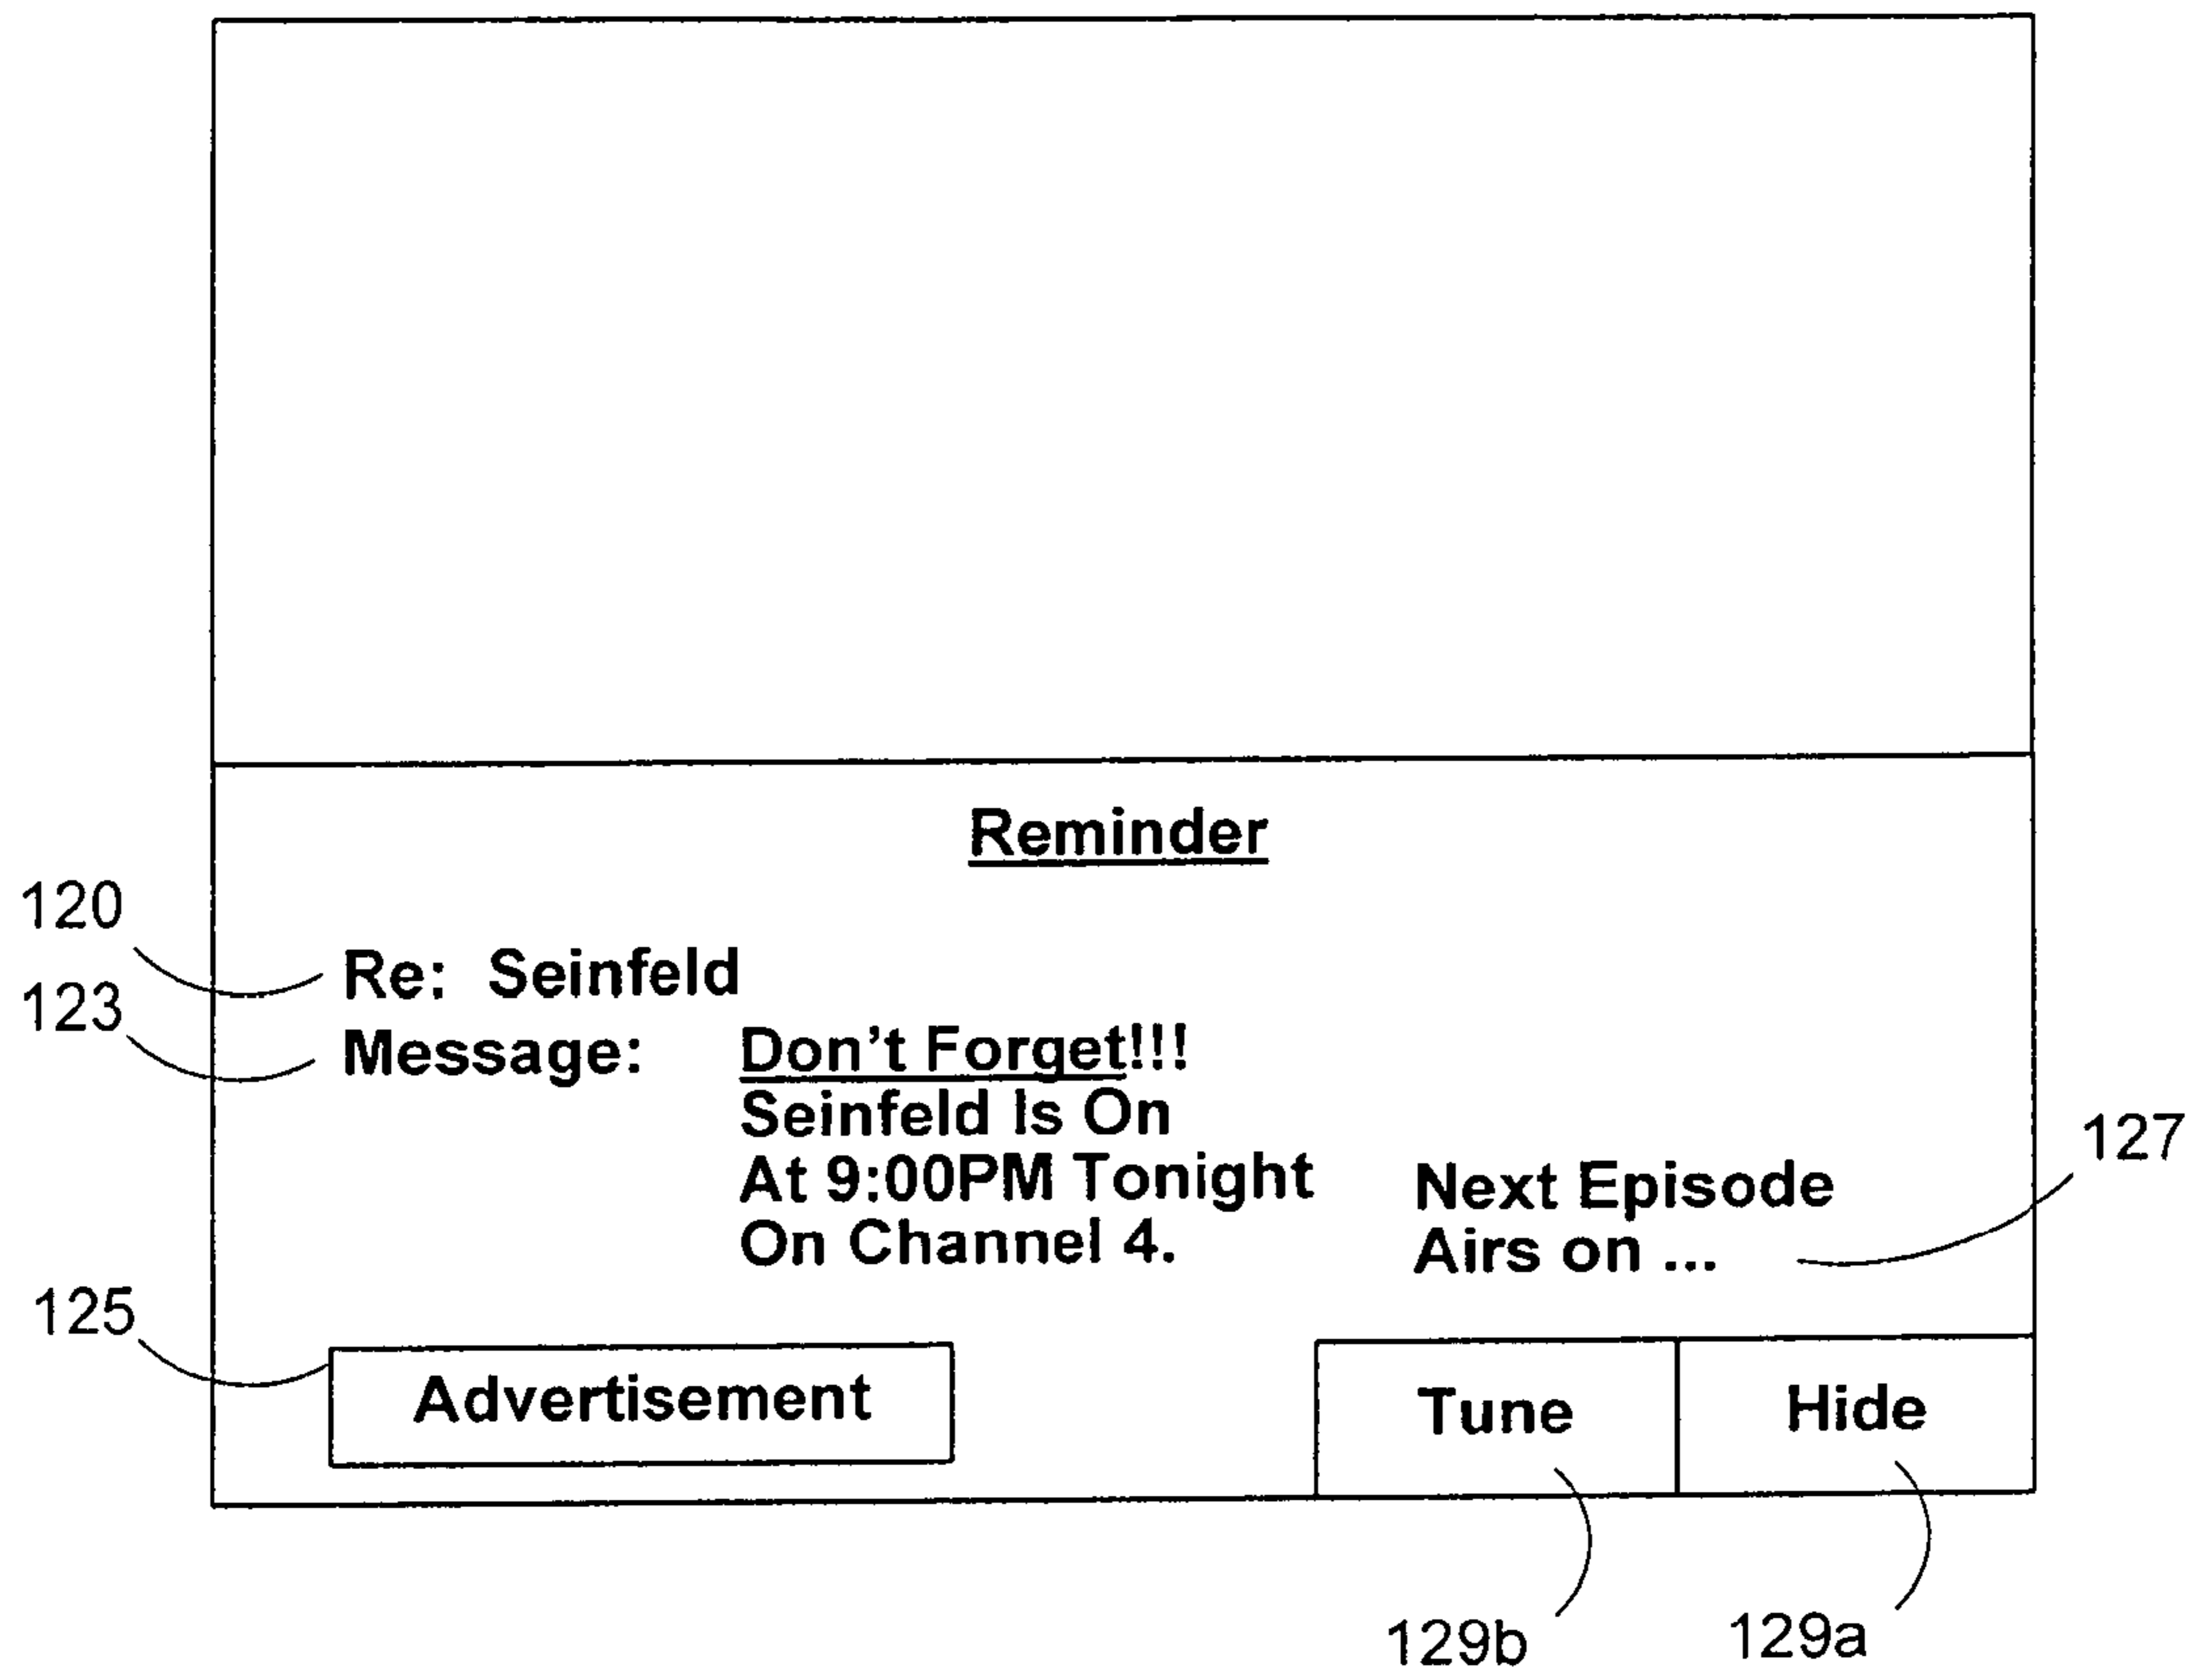 Reminder
120
Re: Seinfeld
123
Message: Don't Forget!!!
Seinfeld Is On
At 9:00PM Tonight
On Channel 4.
127
Next Episode
Airs on ...
125
Advertisement
Tune
Hide
129b
129a